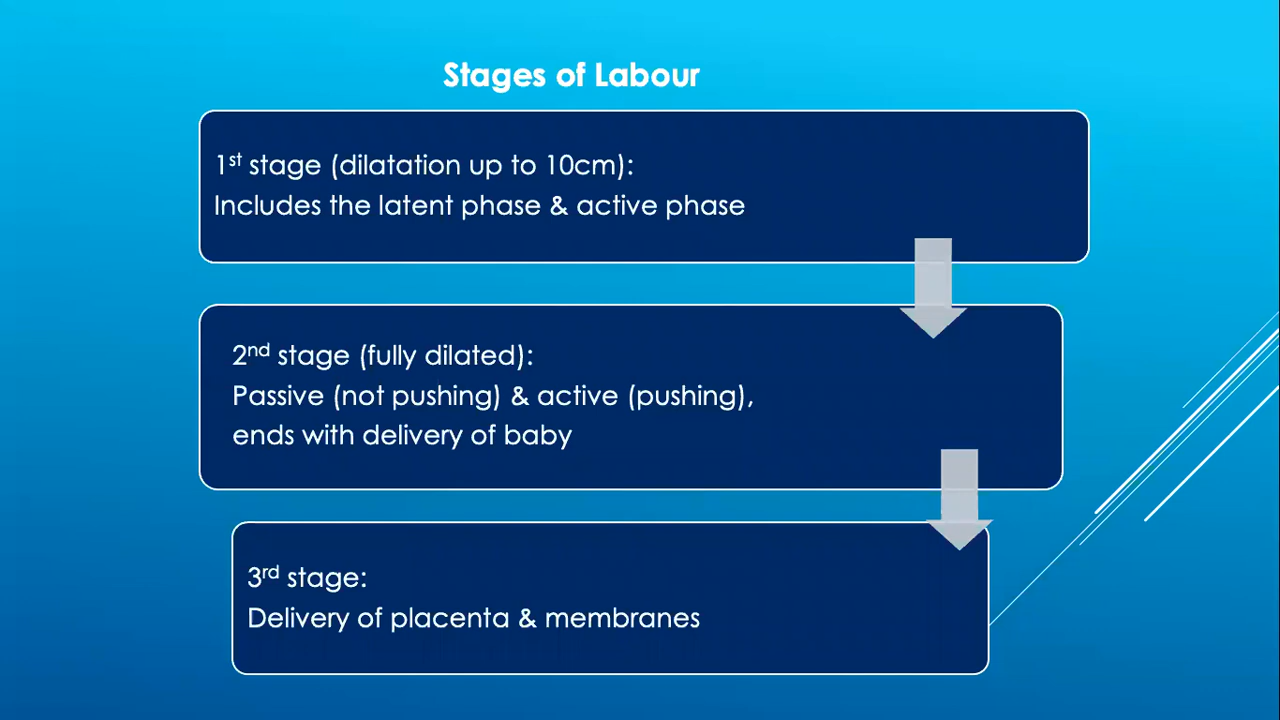 Stages of Labour
1st stage (dilatation up to 10cm):
Includes the latent phase & active phase
2nd stage (fully dilated):
Passive (not pushing) & active (pushing),
ends with delivery of baby
3rd stage:
Delivery of placenta & membranes